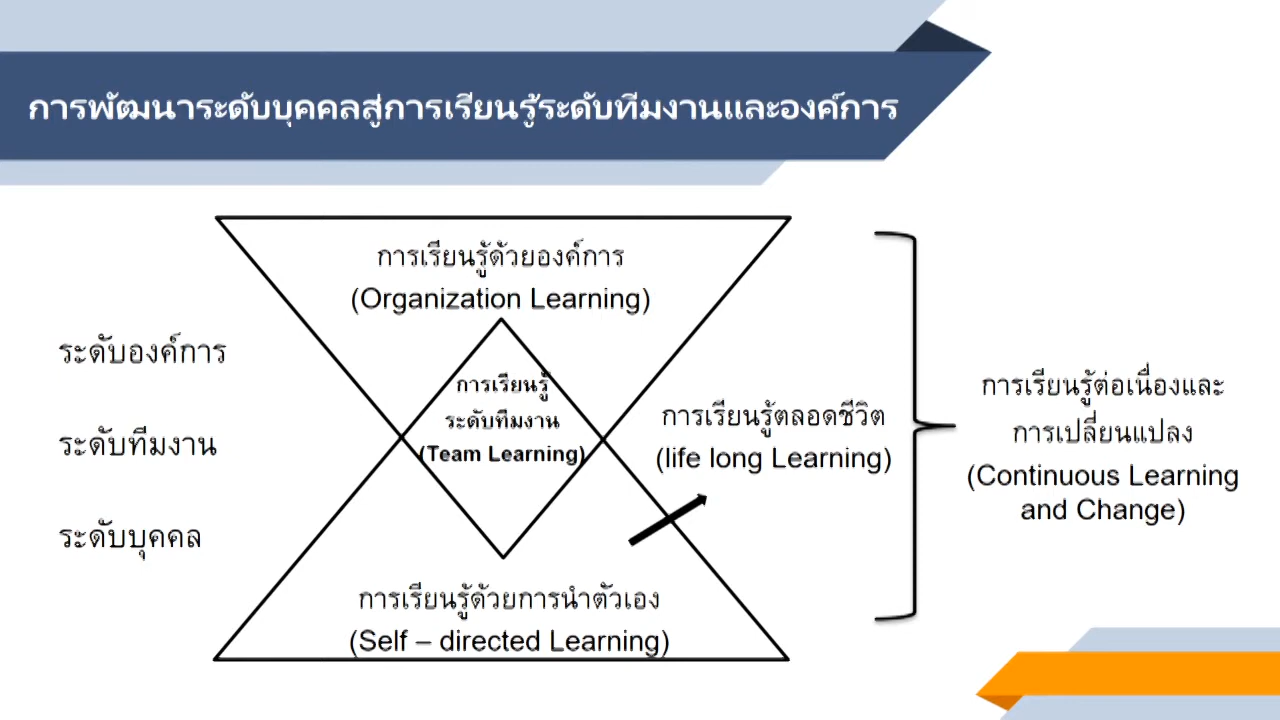 การพัฒนาระดับบุคคลสู่การเรียนรู้ระดับทีมงานและองค์การ
การเรียนรู้ด้วยองค์การ
(Organization Learning)
ระดับองค์การ
ระดับทีมงาน
ระดับบุคคล
การเรียนรู้
ระดับทีมงาน
(Team Learning)
การเรียนรู้ตลอดชีวิต
(life long Learning)
การเรียนรู้ด้วยการนำตัวเอง
(Self – directed Learning)
การเรียนรู้ต่อเนื่องและ
การเปลี่ยนแปลง
(Continuous Learning
and Change)